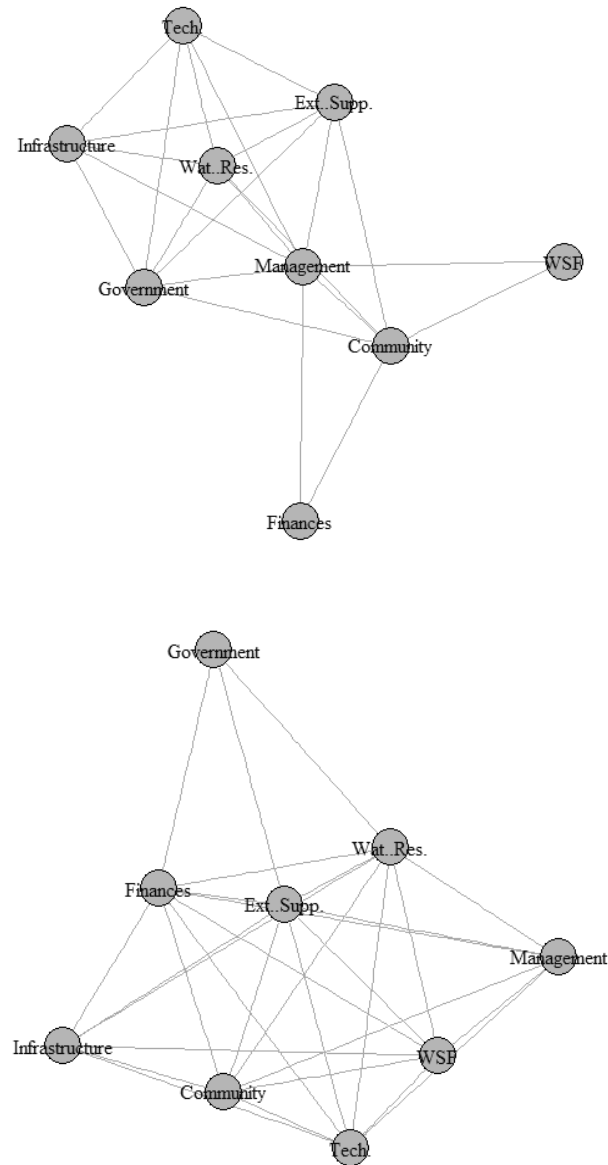 Tech.
Ext..Supp.
Infrastructure
Wat..Res.
Management
WSF
Government
Community
Finances
Government
Wat..Res.
Finances
Ext..Supp.
Management
Infrastructure
WSF
Community
Tech.